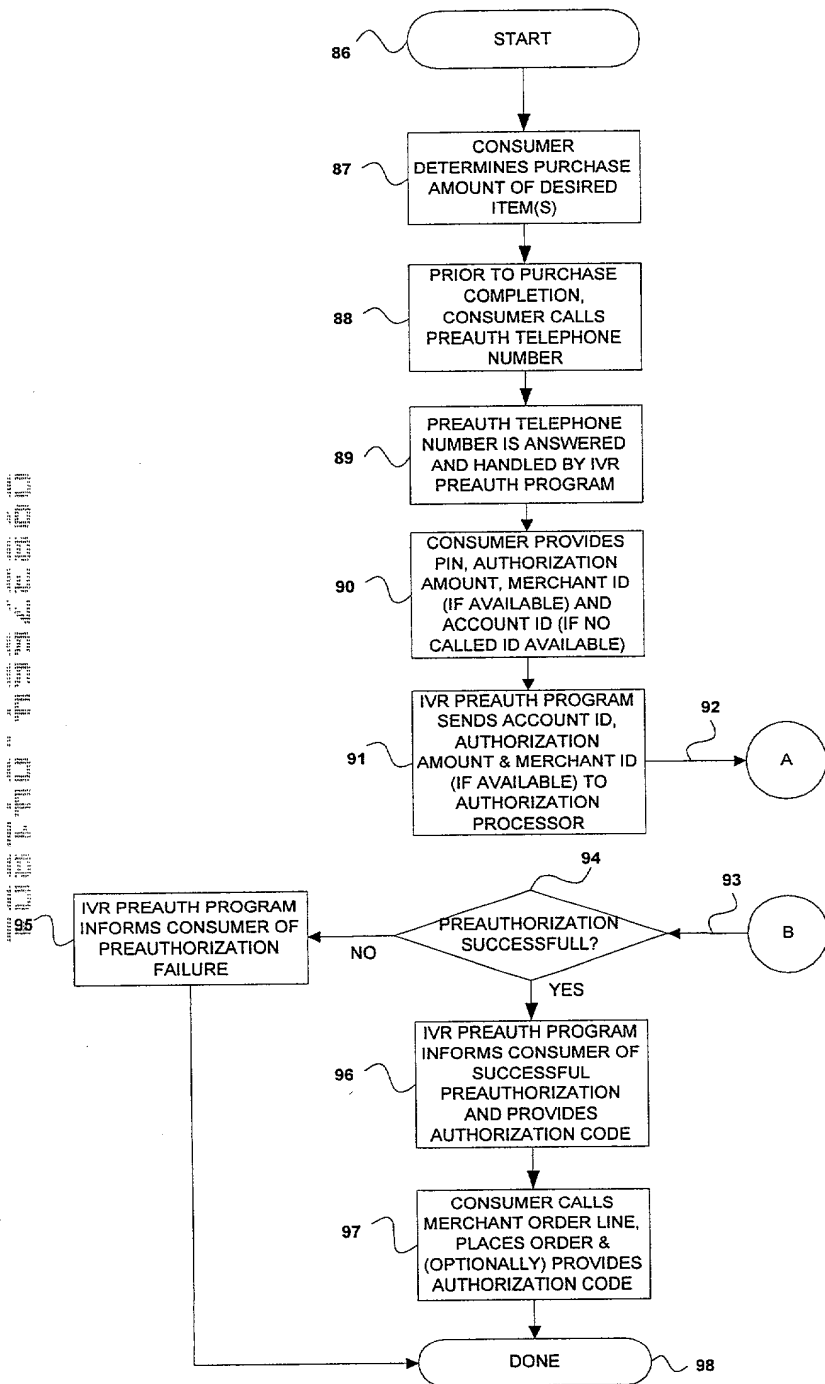 START
86
CONSUMER
DETERMINES PURCHASE
AMOUNT OF DESIRED
ITEM(S)
87
PRIOR TO PURCHASE
COMPLETION,
CONSUMER CALLS
PREAUTH TELEPHONE
NUMBER
88
PREAUTH TELEPHONE
NUMBER IS ANSWERED
AND HANDLED BY IVR
PREAUTH PROGRAM
89
CONSUMER PROVIDES
PIN, AUTHORIZATION
AMOUNT, MERCHANT ID
(IF AVAILABLE) AND
ACCOUNT ID (IF NO
CALLED ID AVAILABLE)
90
IVR PREAUTH PROGRAM
SENDS ACCOUNT ID,
AUTHORIZATION
AMOUNT & MERCHANT ID
(IF AVAILABLE) TO
AUTHORIZATION
PROCESSOR
91
92
A
94
93
B
PREAUTHORIZATION
SUCCESSFULL?
NO
YES
IVR PREAUTH PROGRAM
INFORMS CONSUMER OF
PREAUTHORIZATION
FAILURE
95
IVR PREAUTH PROGRAM
INFORMS CONSUMER OF
SUCCESSFUL
PREAUTHORIZATION
AND PROVIDES
AUTHORIZATION CODE
96
CONSUMER CALLS
MERCHANT ORDER LINE,
PLACES ORDER &
(OPTIONALLY) PROVIDES
AUTHORIZATION CODE
97
DONE
98